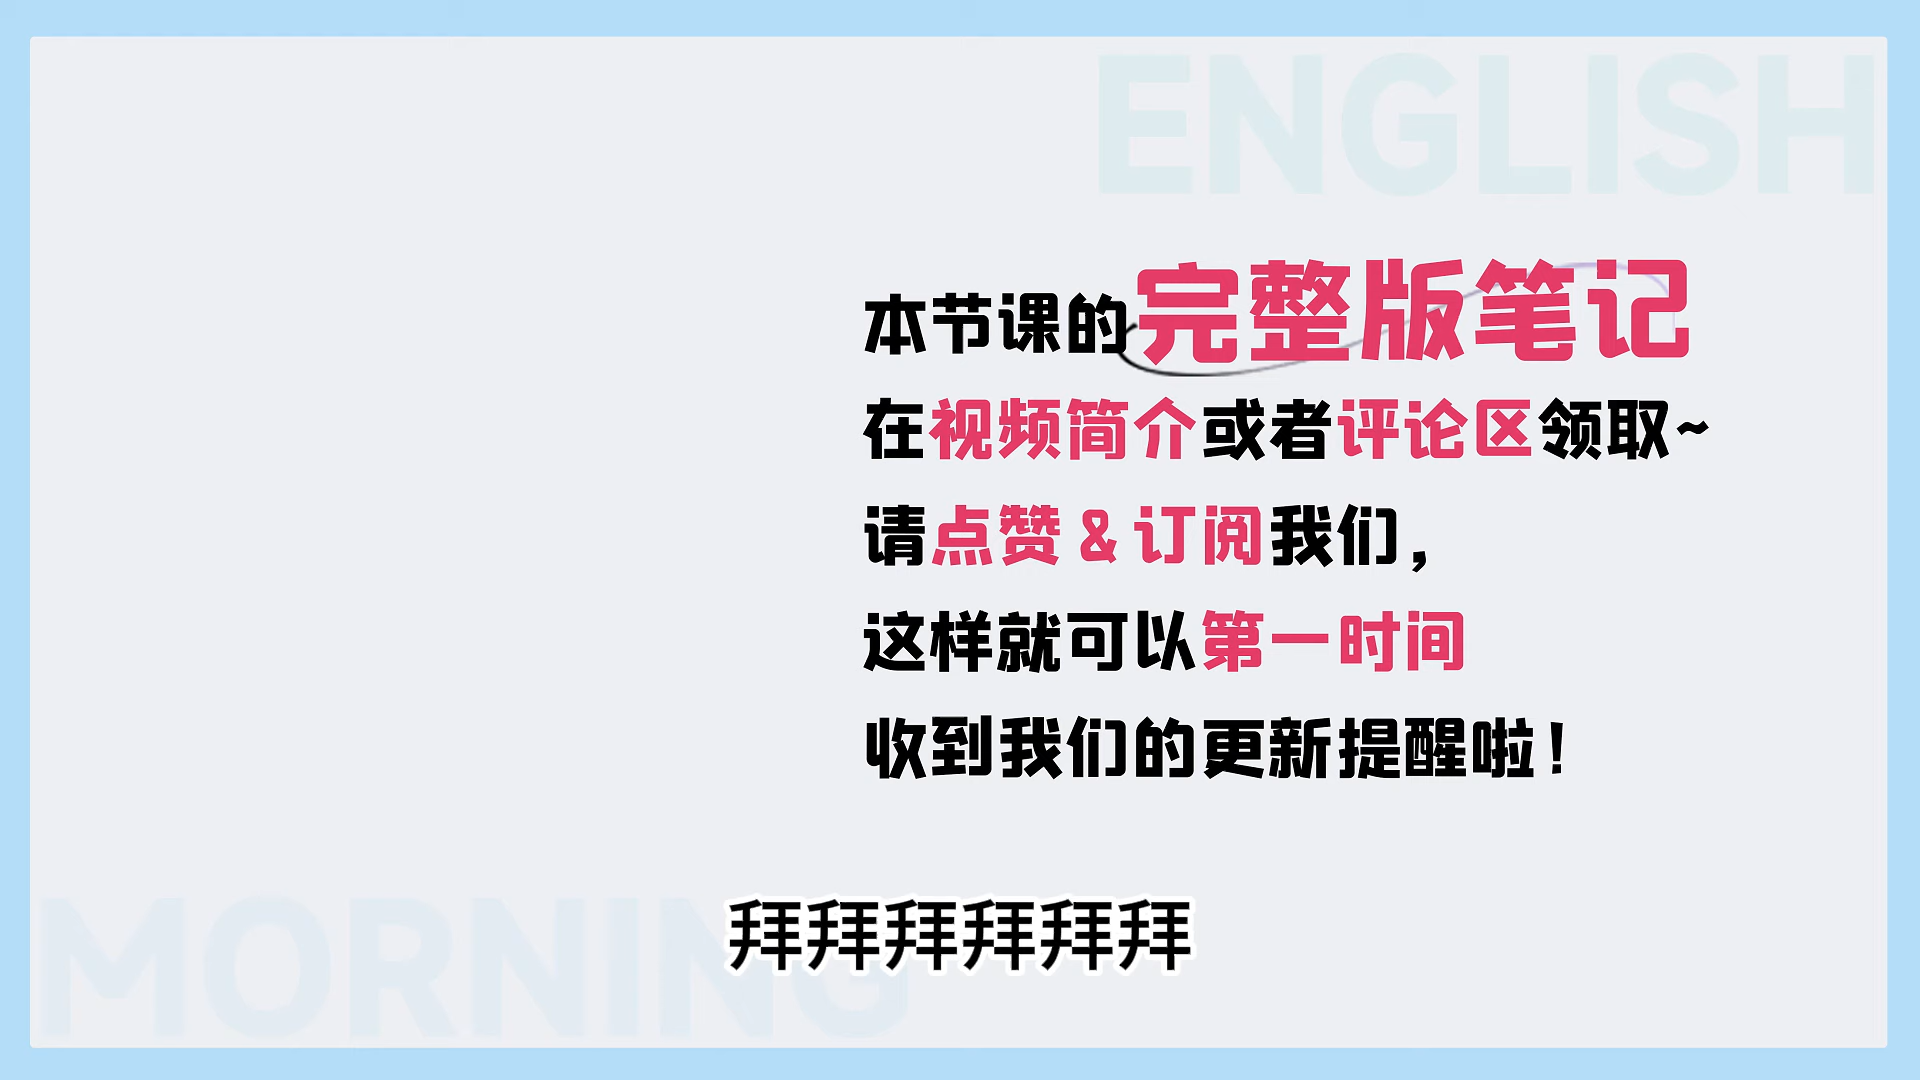 ENGLISH
本节课的完整版笔记
在视频简介或者评论区领取~
请点赞&订阅我们，
这样就可以第一时间
收到我们的更新提醒啦！
MORNING
拜拜拜拜拜拜